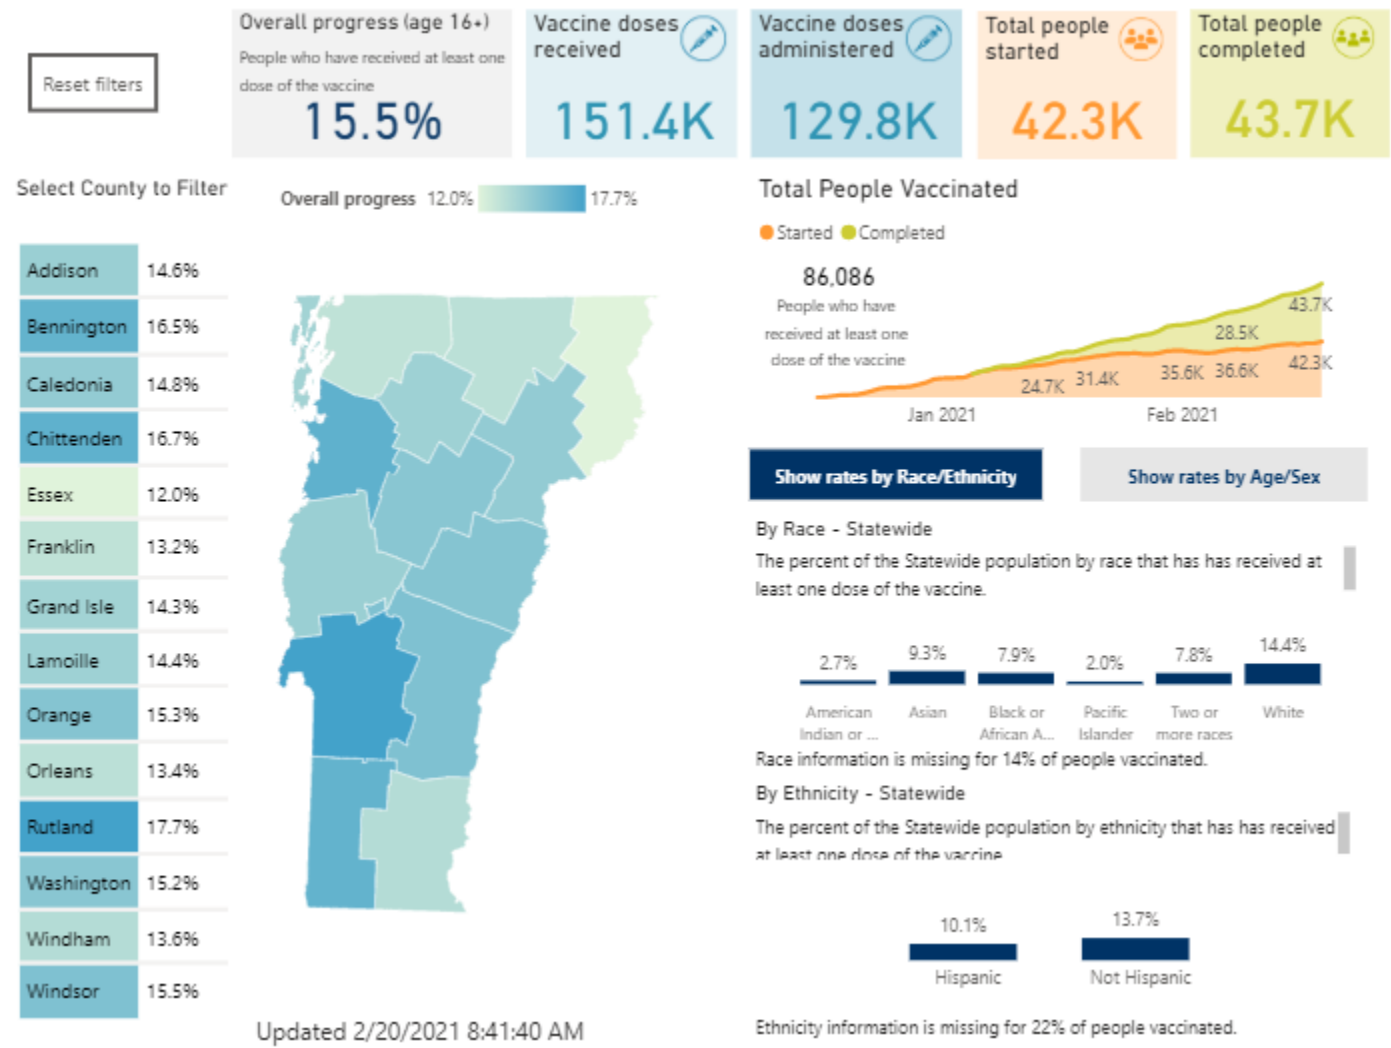 Reset filters
Overall progress (age 16+)
People who have received at least one
dose of the vaccine
15.5%
Vaccine doses
received
151.4K
Vaccine doses
administered
129.8K
Total people
started
42.3K
Total people
completed
43.7K
Select County to Filter
Addison 14.6%
Bennington 16.5%
Caledonia 14.8%
Chittenden 16.7%
Essex 12.0%
Franklin 13.2%
Grand Isle 14.3%
Lamoille 14.4%
Orange 15.3%
Orleans 13.4%
Rutland 17.7%
Washington 15.2%
Windham 13.6%
Windsor 15.5%
Overall progress 12.0% 17.7%
Updated 2/20/2021 8:41:40 AM
Total People Vaccinated
Started Completed
86,086
People who have
received at least one
dose of the vaccine
43.7K
28.5K
24.7K 31.4K 35.6K 36.6K 42.3K
Jan 2021 Feb 2021
Show rates by Race/Ethnicity
Show rates by Age/Sex
By Race - Statewide
The percent of the Statewide population by race that has has received at
least one dose of the vaccine.
2.7% 9.3% 7.9% 2.0% 7.8% 14.4%
American
Indian or ...
Asian
Black or
African A...
Pacific
Islander
Two or
more races
White
Race information is missing for 14% of people vaccinated.
By Ethnicity - Statewide
The percent of the Statewide population by ethnicity that has has received
at least one dose of the vaccine
10.1% 13.7%
Hispanic Not Hispanic
Ethnicity information is missing for 22% of people vaccinated.